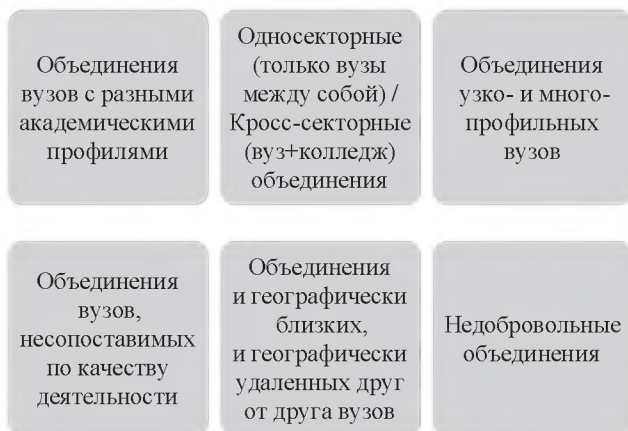 Объединения
вузов с разными
академическими
профилями
Односекторные
(только вузы
между собой) /
Кросс-секторные
(вуз+колледж)
объединения
Объединения
узко- и много-
профильных
вузов
Объединения
вузов,
несопоставимых
по качеству
деятельности
Объединения
и географически
близких,
и географически
удаленных друг
от друга вузов
Недобровольные
объединения